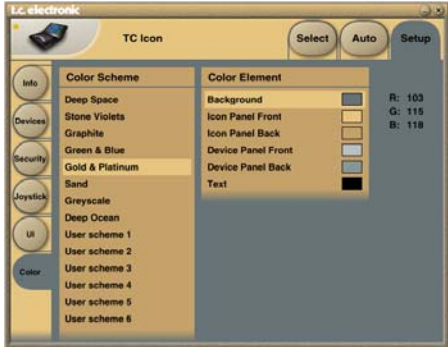 t.c. electronic
TC Icon
Select
Auto
Setup
Info
Devices
Security
Joystick
UI
Color
Color Scheme
Deep Space
Stone Violets
Graphite
Green & Blue
Gold & Platinum
Sand
Greyscale
Deep Ocean
User scheme 1
User scheme 2
User scheme 3
User scheme 4
User scheme 5
User scheme 6
Color Element
Background
Icon Panel Front
Icon Panel Back
Device Panel Front
Device Panel Back
Text
R: 103
G: 115
B: 118